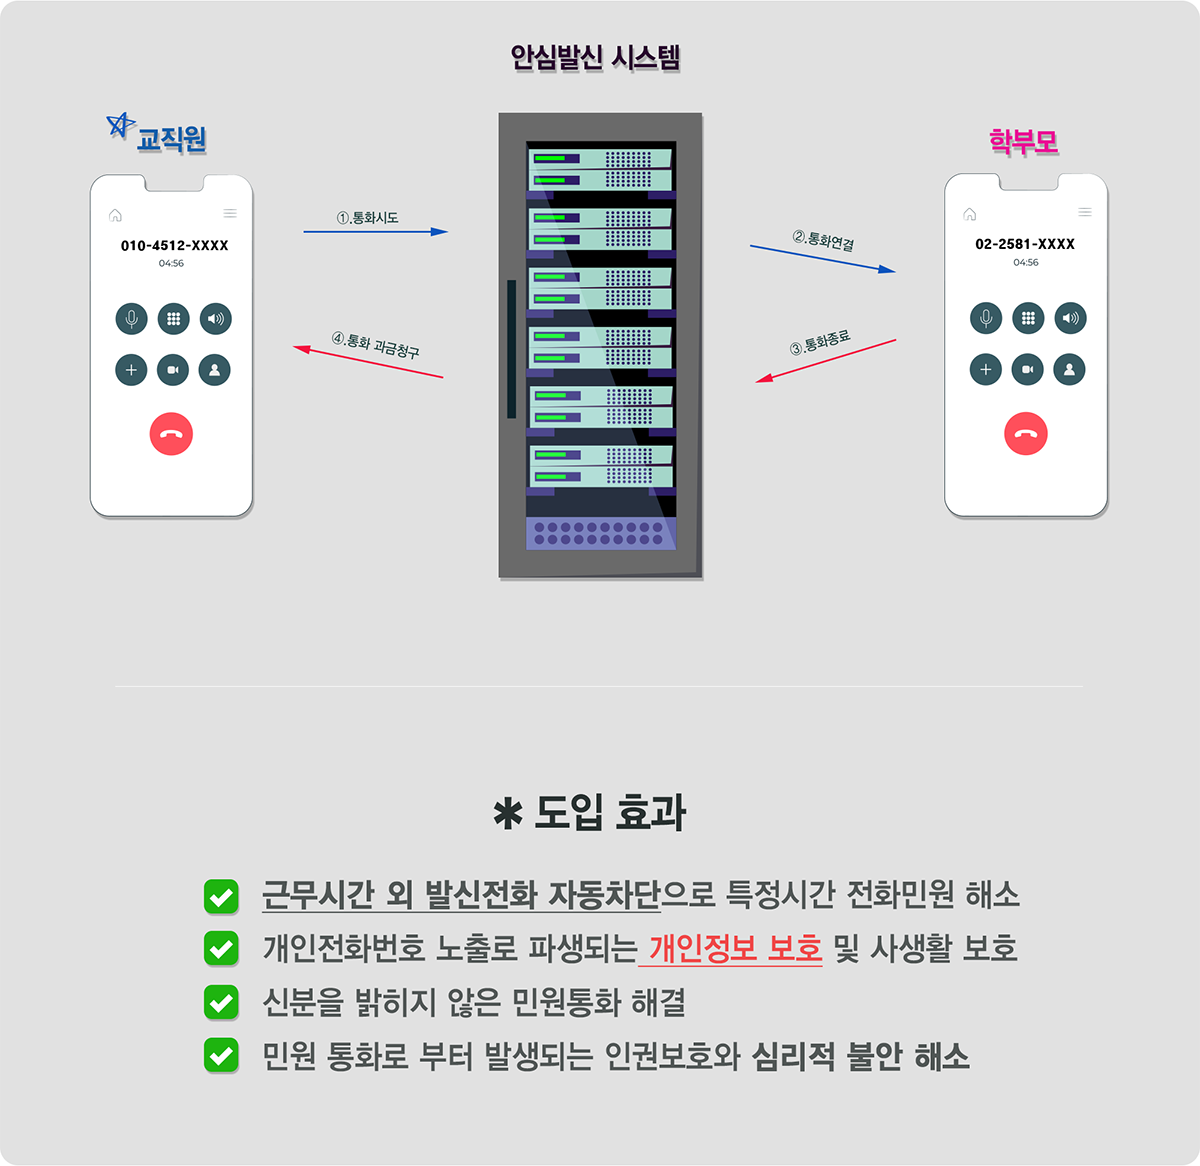 안심발신 시스템
교직원
학부모
010-4512-XXXX
04:56
①.통화시도
②.통화연결
02-2581-XXXX
04:56
③.통화종료
④.통화 과금청구
* 도입 효과
근무시간 외 발신전화 자동차단으로 특정시간 전화민원 해소
개인전화번호 노출로 파생되는 개인정보 보호 및 사생활 보호
신분을 밝히지 않은 민원통화 해결
민원 통화로 부터 발생되는 인권보호와 심리적 불안 해소